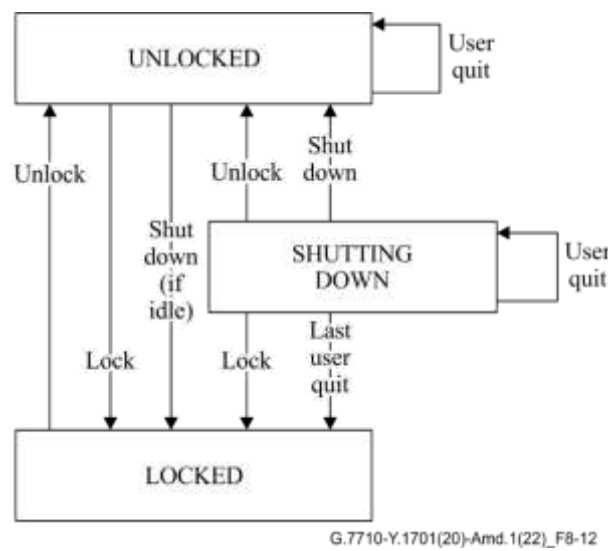 UNLOCKED
User
quit
Unlock
Unlock
Shut
down
Shut
down
(if
idle)
SHUTTING
DOWN
User
quit
Lock
Lock
Last
user
quit
LOCKED
G.7710-Y.1701(20)-Amd.1(22)_F8-12